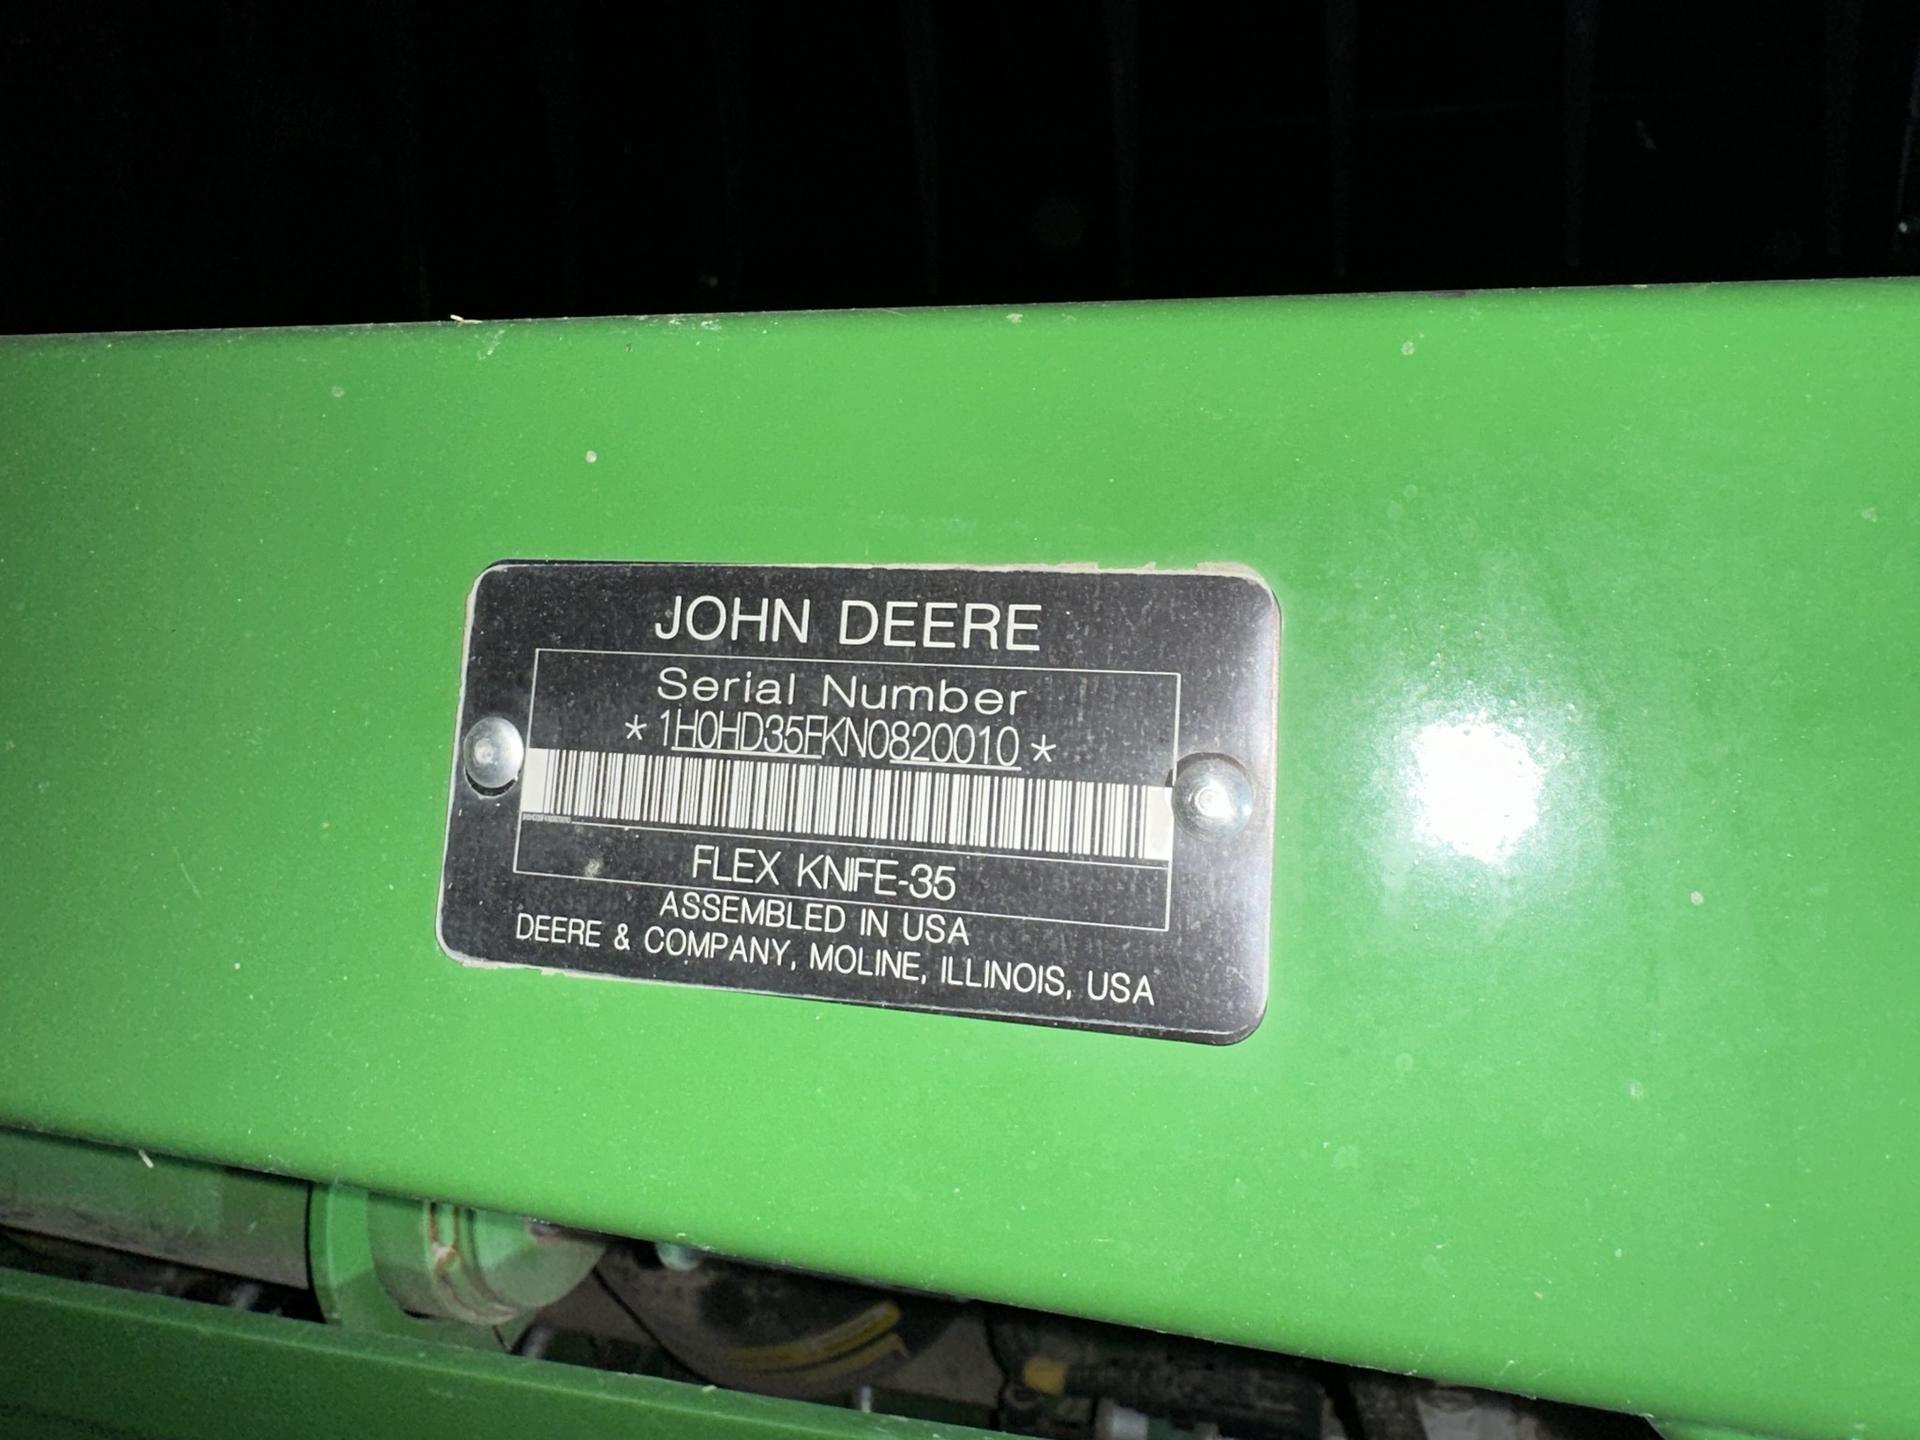 JOHN DEERE
Serial Number
* 1H0HD35FKN0820010 *
FLEX KNIFE-35
ASSEMBLED IN USA
DEERE & COMPANY, MOLINE, ILLINOIS, USA